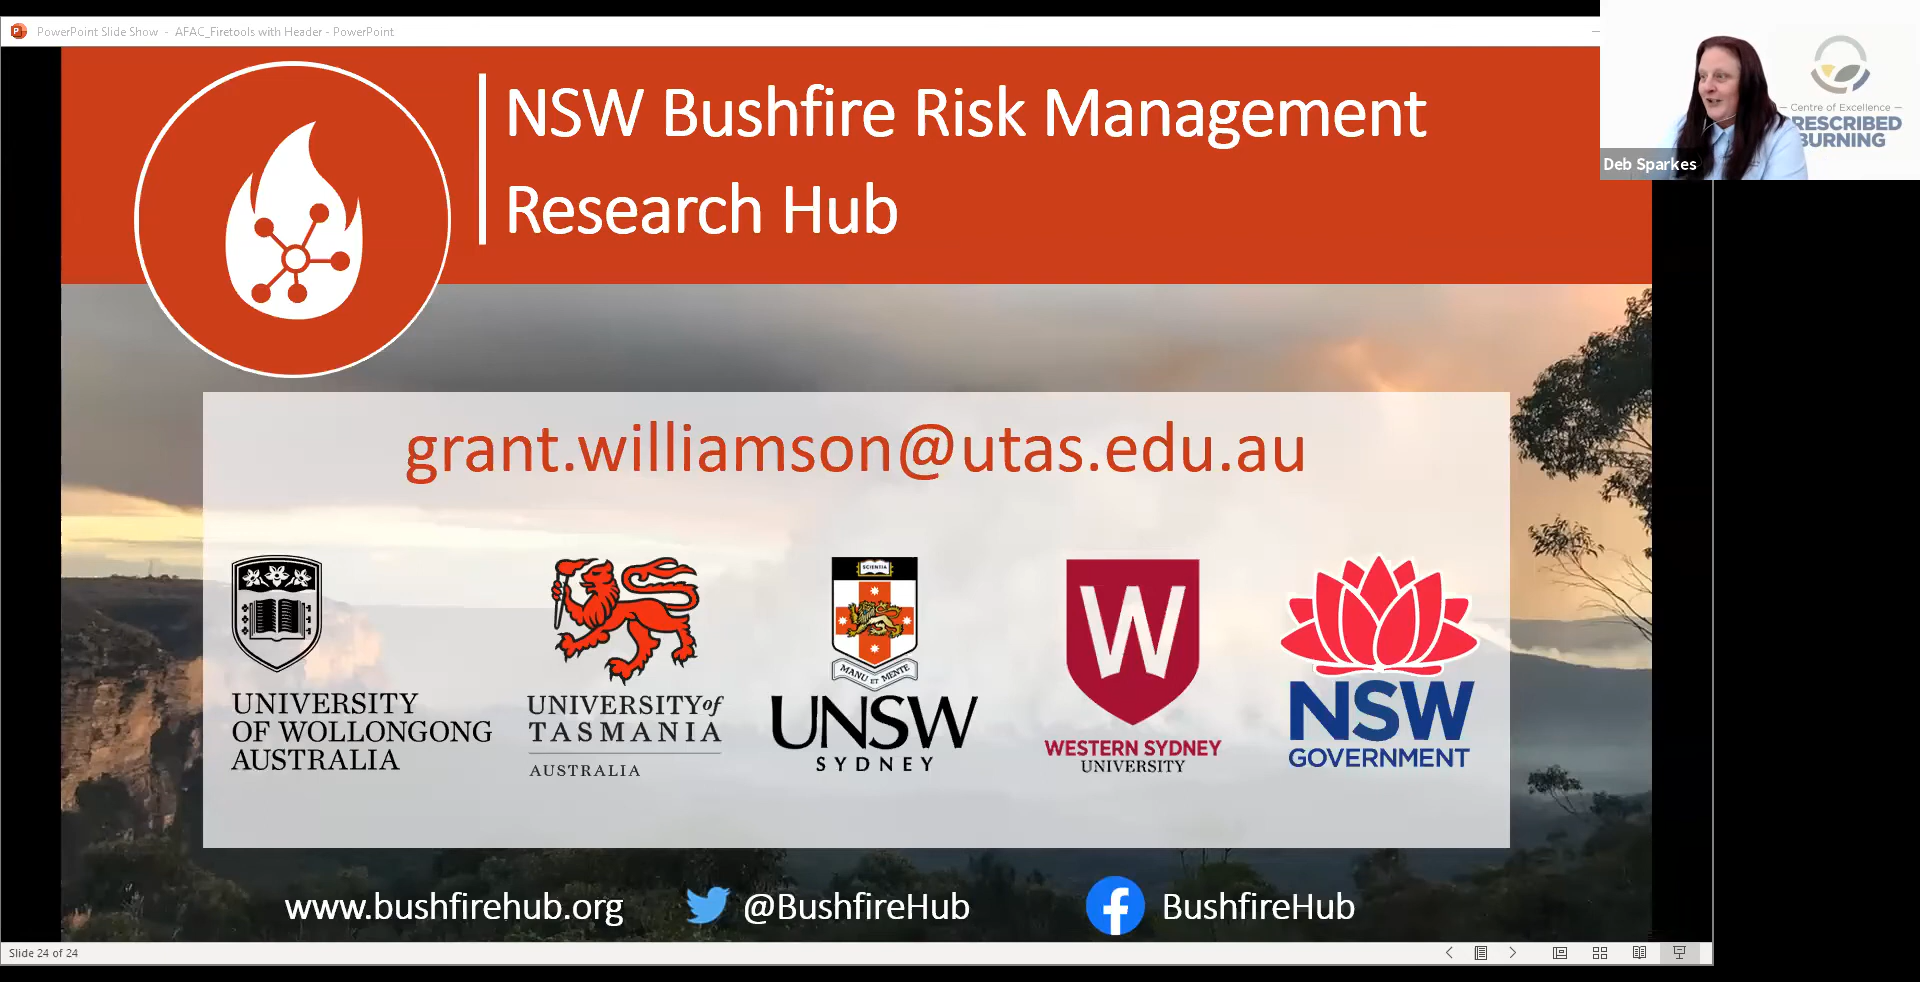 PowerPoint Slide Show - AFAC_Firetools with Header - PowerPoint
NSW Bushfire Risk Management
Research Hub
Centre of Excellence
RESCRIBED
BURNING
Deb Sparkes
grant.williamson@utas.edu.au
UNIVERSITY
OF WOLLONGONG
AUSTRALIA
UNIVERSITY of
TASMANIA
AUSTRALIA
SCIENTIA
MANU ET MENTE
UNSW
SYDNEY
W
WESTERN SYDNEY
UNIVERSITY
NSW
GOVERNMENT
www.bushfirehub.org
@BushfireHub
BushfireHub
Slide 24 of 24